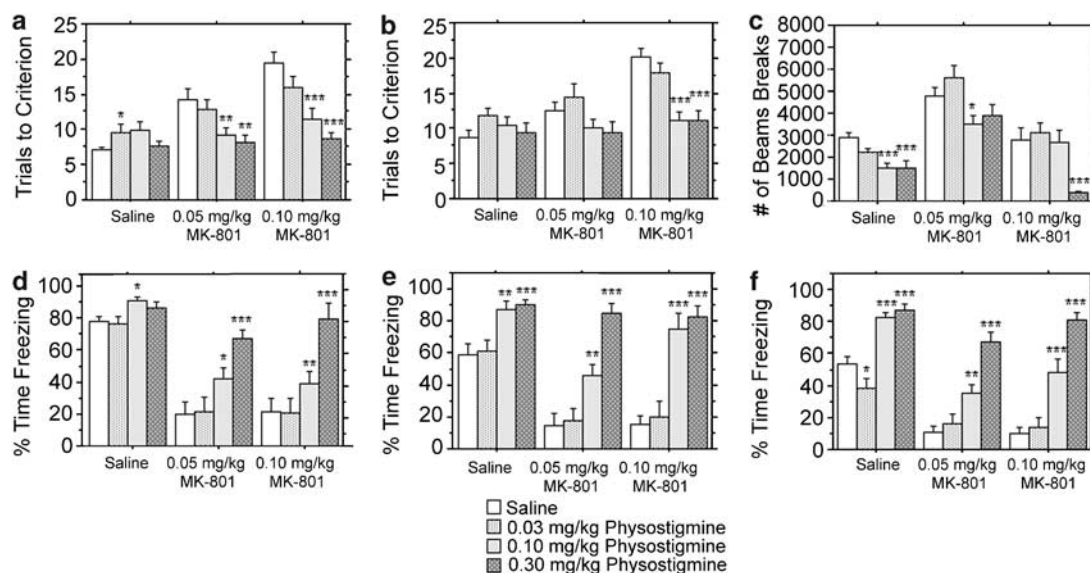 a
Trials to Criterion
25
20
15
10
5
0
*
**
**
***
***
Saline
0.05 mg/kg
MK-801
0.10 mg/kg
MK-801
b
Trials to Criterion
25
20
15
10
5
0
***
***
Saline
0.05 mg/kg
MK-801
0.10 mg/kg
MK-801
c
# of Beams Breaks
8000
7000
6000
5000
4000
3000
2000
1000
0
***
***
*
***
Saline
0.05 mg/kg
MK-801
0.10 mg/kg
MK-801
d
% Time Freezing
100
80
60
40
20
0
*
*
***
**
***
Saline
0.05 mg/kg
MK-801
0.10 mg/kg
MK-801
e
% Time Freezing
100
80
60
40
20
0
**
***
**
***
***
***
Saline
0.05 mg/kg
MK-801
0.10 mg/kg
MK-801
f
% Time Freezing
100
80
60
40
20
0
*
***
***
**
***
***
***
Saline
0.05 mg/kg
MK-801
0.10 mg/kg
MK-801
Saline
0.03 mg/kg Physostigmine
0.10 mg/kg Physostigmine
0.30 mg/kg Physostigmine